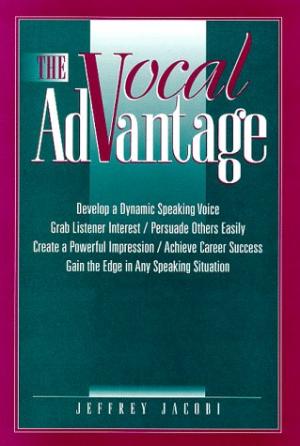 THE Vocal
AdVantage
Develop a Dynamic Speaking Voice
Grab Listener Interest / Persuade Others Easily
Create a Powerful Impression / Achieve Career Success
Gain the Edge in Any Speaking Situation
JEFFREY JACOBI